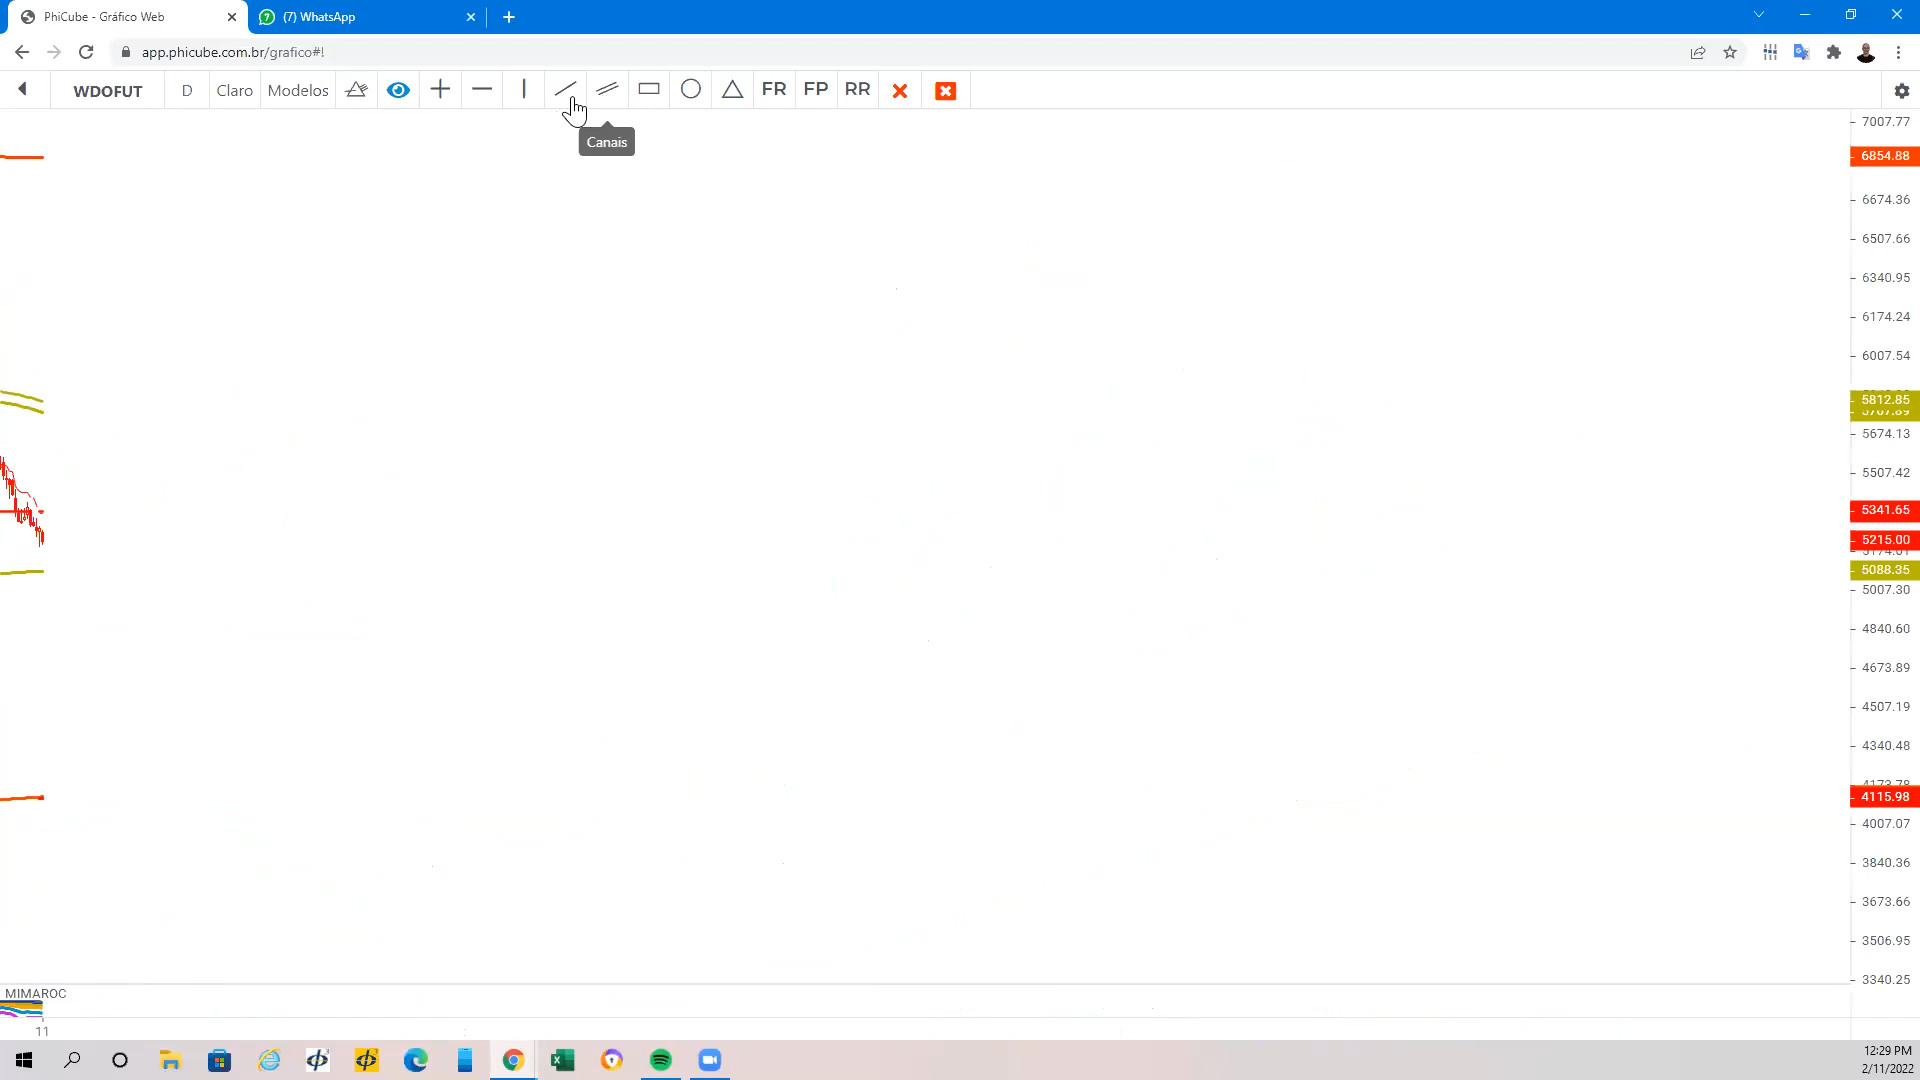 PhiCube - Gráfico Web
(7) WhatsApp
app.phicube.com.br/grafico#!
WDOFUT
D
Claro
Modelos
FR
FP
RR
Canais
7007.77
6854.88
6674.36
6507.66
6340.95
6174.24
6007.54
5812.85
5674.13
5507.42
5341.65
5215.00
5088.35
5007.30
4840.60
4673.89
4507.19
4340.48
4173.78
4115.98
4007.07
3840.36
3673.66
3506.95
3340.25
MIMAROC
11
12:29 PM
2/11/2022